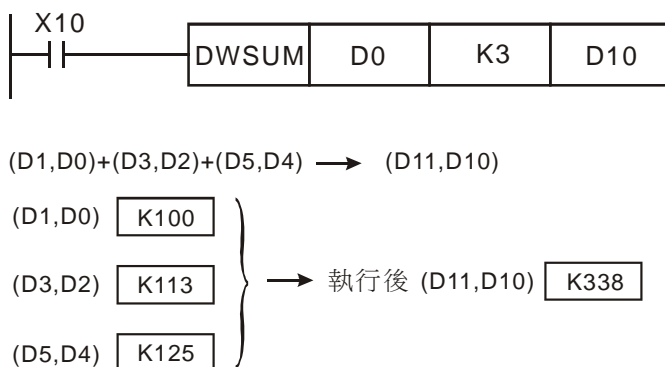 X10
DWSUM D0 K3 D10
(D1,D0)+(D3,D2)+(D5,D4) → (D11,D10)
(D1,D0) K100
(D3,D2) K113 → 執行後 (D11,D10) K338
(D5,D4) K125